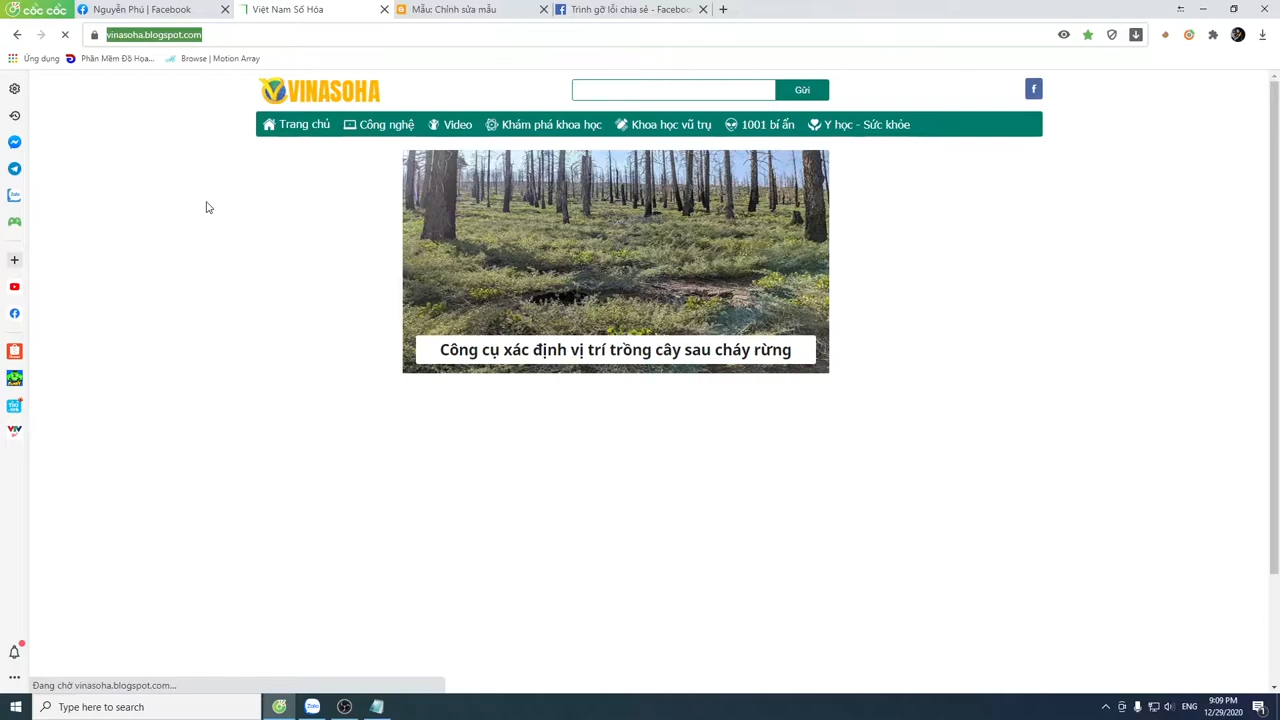 cốc cốc
Nguyễn Phú | Facebook
Việt Nam Số Hóa
Mẫu: Chỉnh sửa mẫu
Trình gỡ lỗi chia sẻ - Facebook
vinasoha.blogspot.com
Ứng dụng
Phần Mềm Đồ Họa...
Browse | Motion Array
VINASOHA
Gửi
Trang chủ
Công nghệ
Video
Khám phá khoa học
Khoa học vũ trụ
1001 bí ẩn
Y học - Sức khỏe
Công cụ xác định vị trí trồng cây sau cháy rừng
Zalo
VTV
Đang chờ vinasoha.blogspot.com...
Type here to search
Zalo
ENG
9:09 PM
12/29/2020